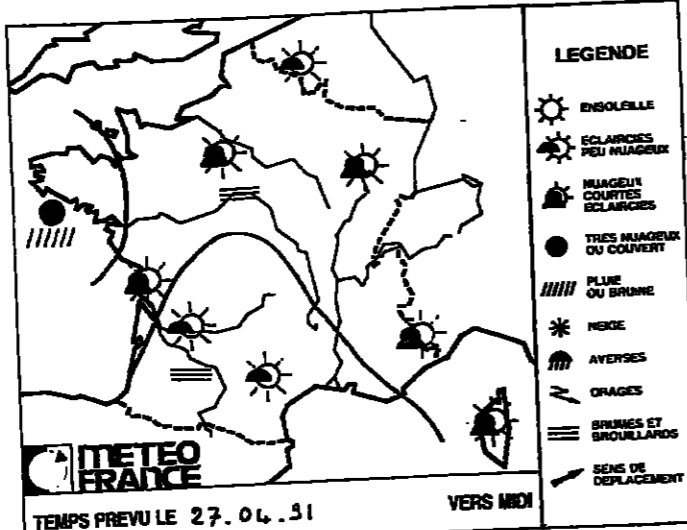 LEGENDE
ENSOLEILLE
ECLAIRCIES
PEU NUAGEUX
NUAGEUX
COURTES
ECLAIRCIES
TRES NUAGEUX
OU COUVERT
PLUIE
OU BRUINE
NEIGE
AVERSES
ORAGES
BRUMES ET
BROUILLARDS
SENS DE
DEPLACEMENT
METEO
FRANCE
TEMPS PREVU LE 27.04.91 VERS MIDI